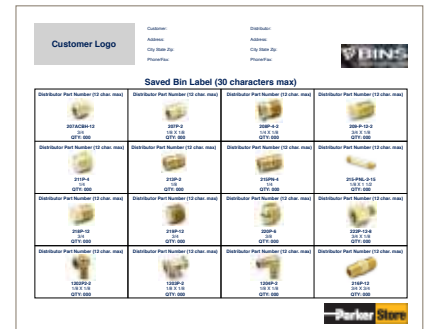 Customer Logo
Customer:
Address:
City State Zip
Phone/Fax:
Distributor
Address:
City State Zip:
Phone/Fax:
BINS
Saved Bin Label (30 characters max)
Distributor Part Number (12 char. max)
207ACBH-12
3/4
QTY: 000
Distributor Part Number (12 char. max)
207P-2
1/8 X 1/8
QTY: 000
Distributor Part Number (12 char. max)
208P-4-2
1/4 X 1/8
QTY: 000
Distributor Part Number (12 char. max)
209-P-12-2
3/4 X 1/8
QTY: 000
Distributor Part Number (12 char. max)
211P-4
1/4
QTY: 000
Distributor Part Number (12 char. max)
213P-2
1/8
QTY: 000
Distributor Part Number (12 char. max)
215PN-4
1/4
QTY: 000
Distributor Part Number (12 char. max)
215-PNL-2-15
1/8 X 1 1/2
QTY: 000
Distributor Part Number (12 char. max)
218P-12
3/4
QTY: 000
Distributor Part Number (12 char. max)
219P-12
3/4
QTY: 000
Distributor Part Number (12 char. max)
220P-6
3/8
QTY: 000
Distributor Part Number (12 char. max)
222P-12-8
3/4 X 1/8
QTY: 000
Distributor Part Number (12 char. max)
1202P-2
1/8 X 1/8
QTY: 000
Distributor Part Number (12 char. max)
1203P-2
1/8 X 1/8
QTY: 000
Distributor Part Number (12 char. max)
1204P-2
1/8 X 1/8
QTY: 000
Distributor Part Number (12 char. max)
216P-12
3/4 X 3/4
QTY: 000
Parker Store